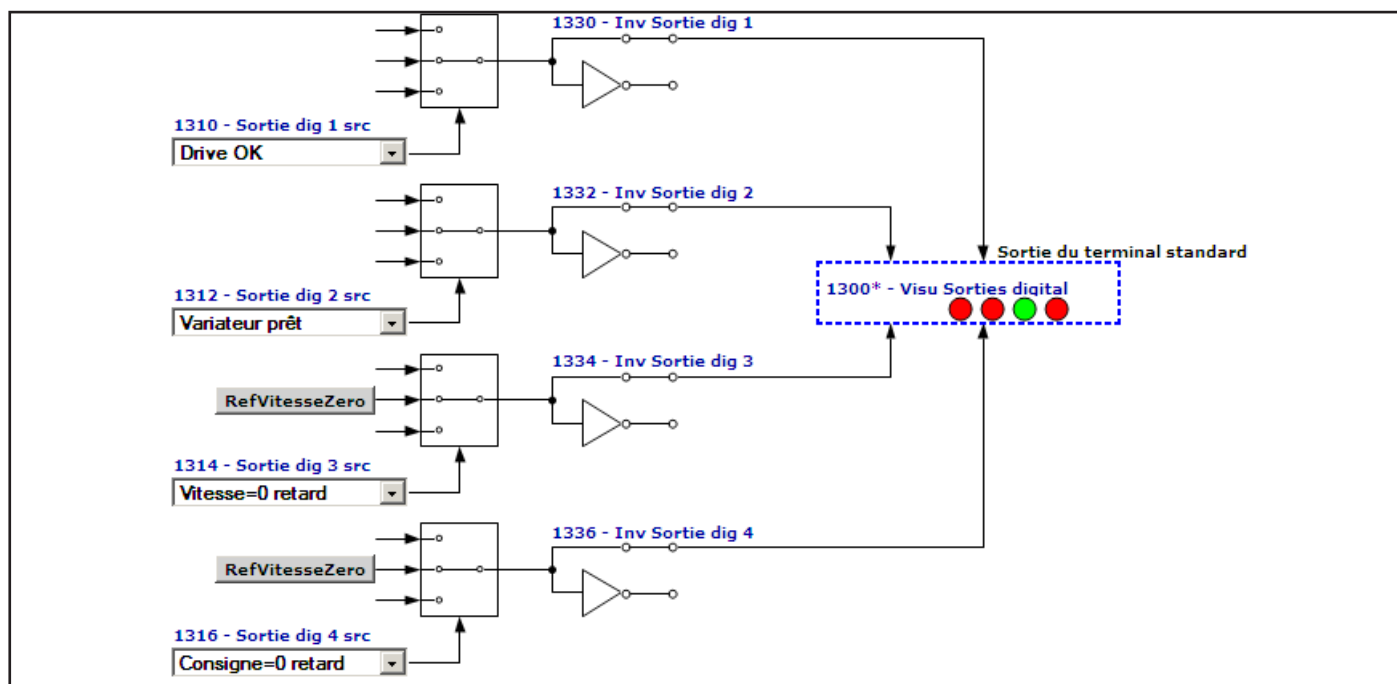 1330 - Inv Sortie dig 1
1310 - Sortie dig 1 src
Drive OK
1332 - Inv Sortie dig 2
Sortie du terminal standard
1300* - Visu Sorties digital
1312 - Sortie dig 2 src
Variateur prêt
1334 - Inv Sortie dig 3
RefVitesseZero
1314 - Sortie dig 3 src
Vitesse=0 retard
1336 - Inv Sortie dig 4
RefVitesseZero
1316 - Sortie dig 4 src
Consigne=0 retard